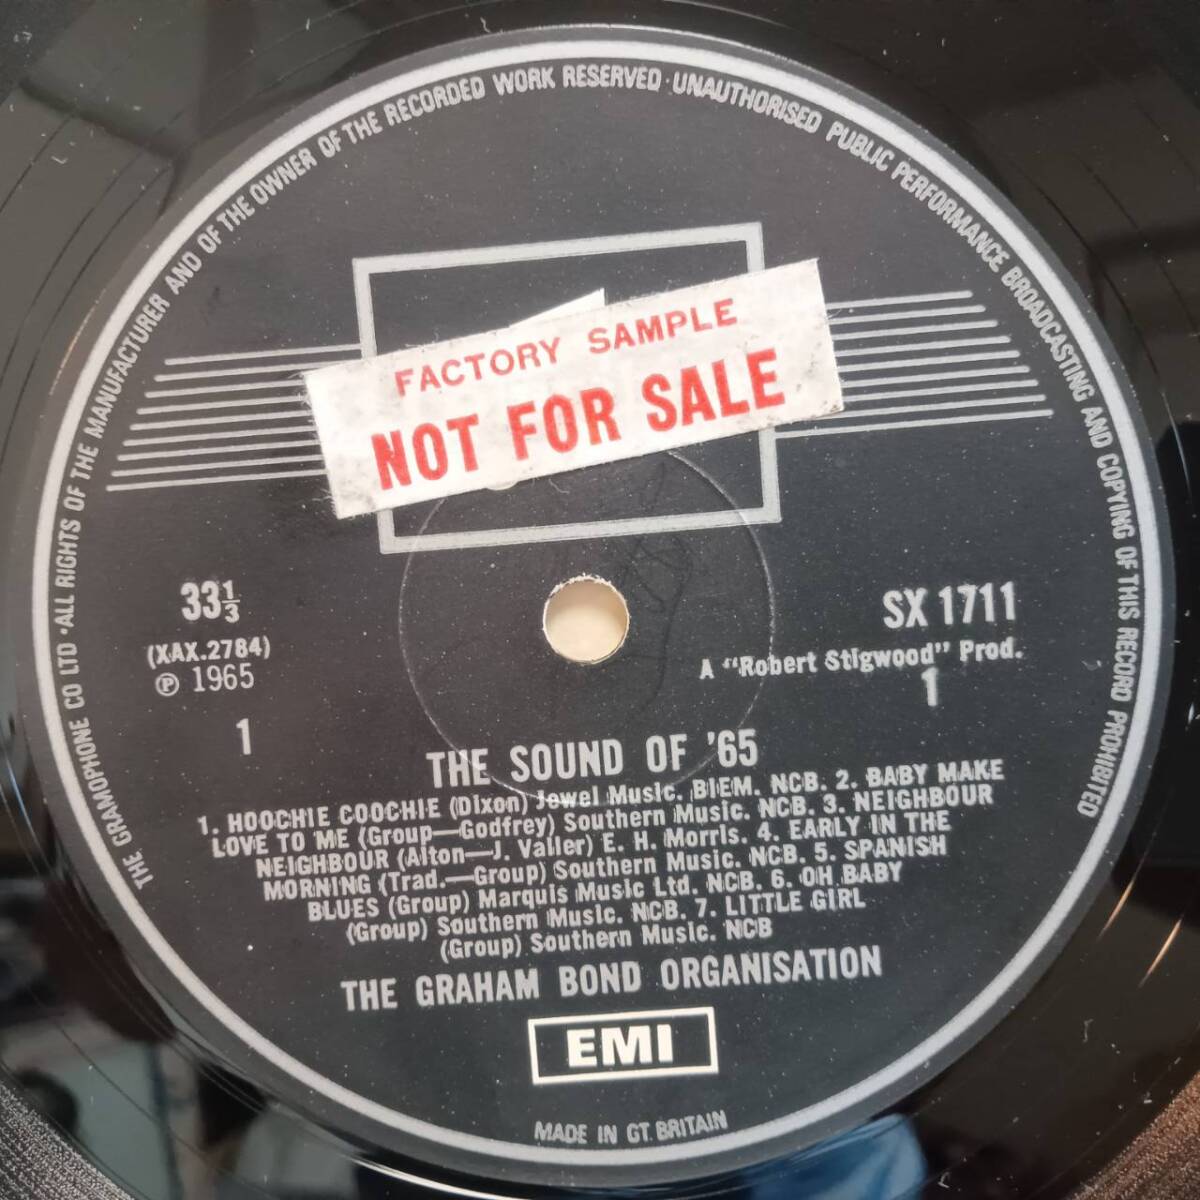 THE GRAMOPHONE CO LTD · ALL RIGHTS OF THE MANUFACTURER AND OF THE OWNER OF THE RECORDED WORK RESERVED · UNAUTHORISED PUBLIC PERFORMANCE BROADCASTING AND COPYING OF THIS RECORD PROHIBITED
FACTORY SAMPLE
NOT FOR SALE
33⅓
(XAX.2784)
℗ 1965
1
SX 1711
A "Robert Stigwood" Prod.
1
THE SOUND OF '65
1. HOOCHIE COOCHIE (Dixon) Jewel Music. BIEM. NCB. 2. BABY MAKE
LOVE TO ME (Group—Godfrey) Southern Music. NCB. 3. NEIGHBOUR
NEIGHBOUR (Alton—J. Valier) E. H. Morris. 4. EARLY IN THE
MORNING (Trad.—Group) Southern Music. NCB. 5. SPANISH
BLUES (Group) Marquis Music Ltd. NCB. 6. OH BABY
(Group) Southern Music. NCB. 7. LITTLE GIRL
(Group) Southern Music. NCB
THE GRAHAM BOND ORGANISATION
EMI
MADE IN GT. BRITAIN